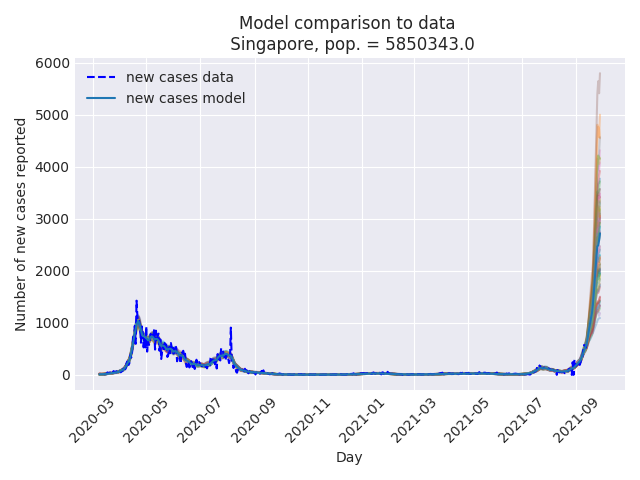 Model comparison to data
Singapore, pop. = 5850343.0
new cases data
new cases model
Number of new cases reported
6000
5000
4000
3000
2000
1000
0
2020-03
2020-05
2020-07
2020-09
2020-11
2021-01
2021-03
2021-05
2021-07
2021-09
Day